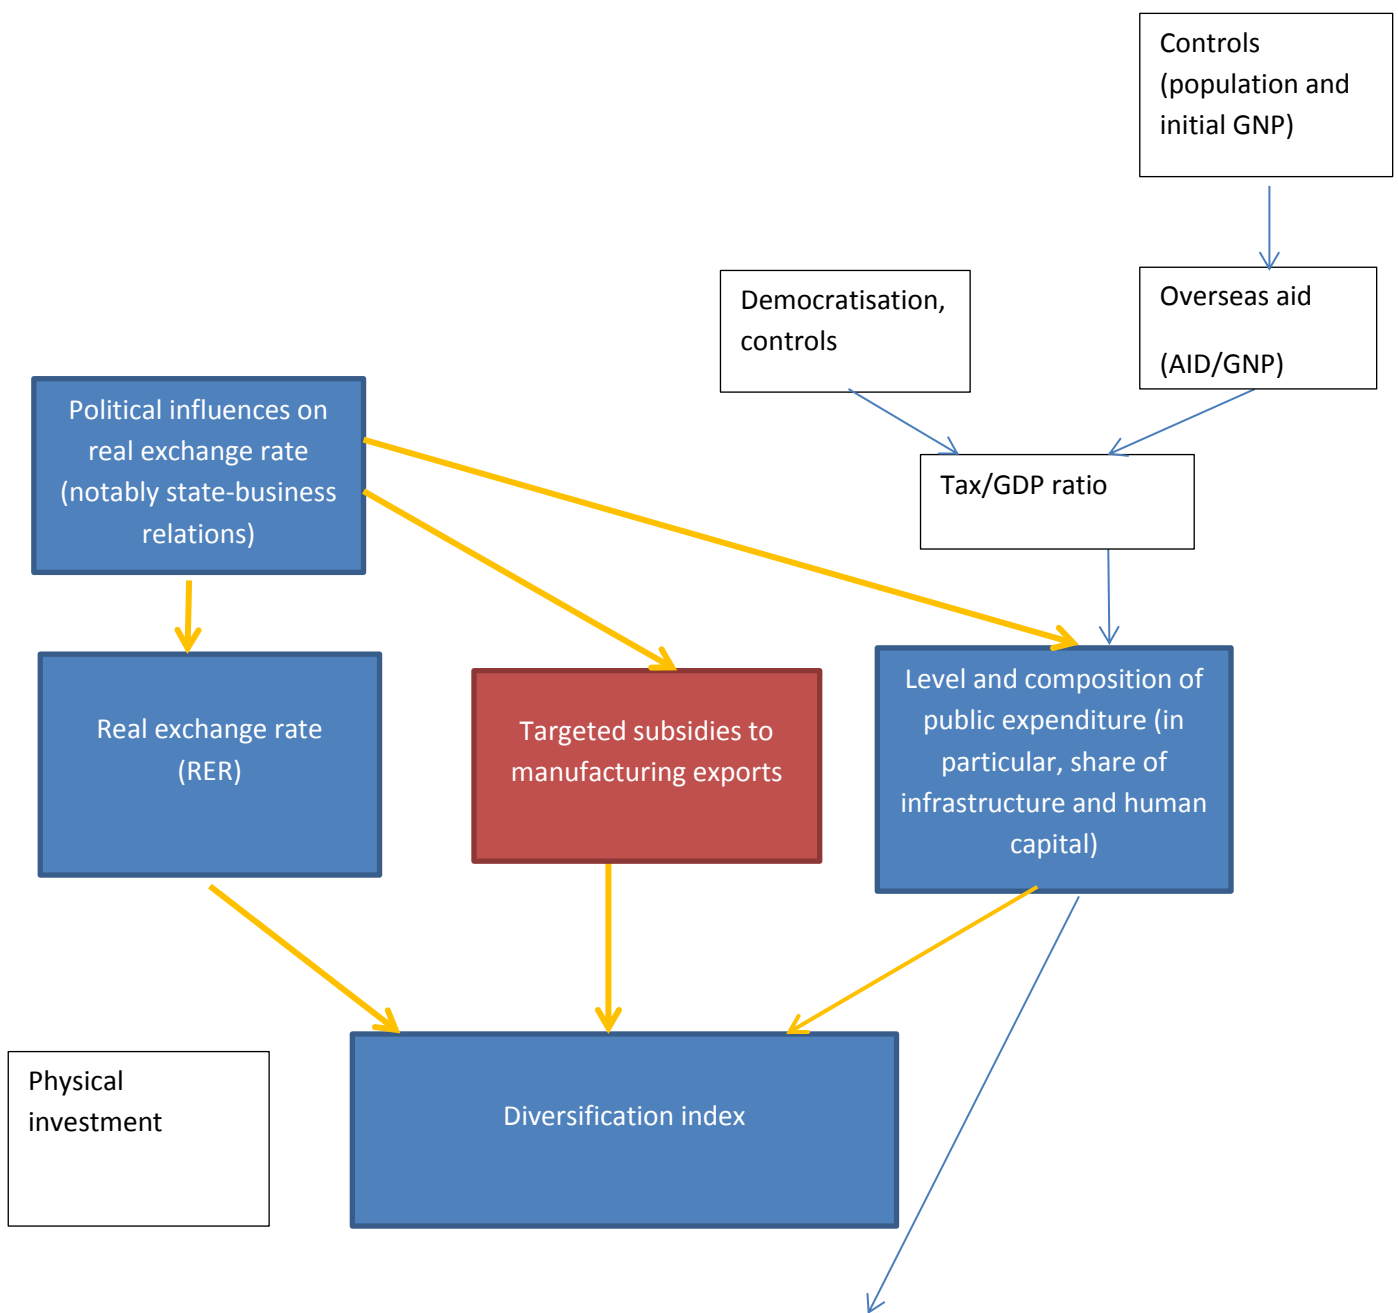 Controls
(population and
initial GNP)
Democratisation,
controls
Overseas aid
(AID/GNP)
Political influences on
real exchange rate
(notably state-business
relations)
Tax/GDP ratio
Real exchange rate
(RER)
Targeted subsidies to
manufacturing exports
Level and composition of
public expenditure (in
particular, share of
infrastructure and human
capital)
Physical
investment
Diversification index